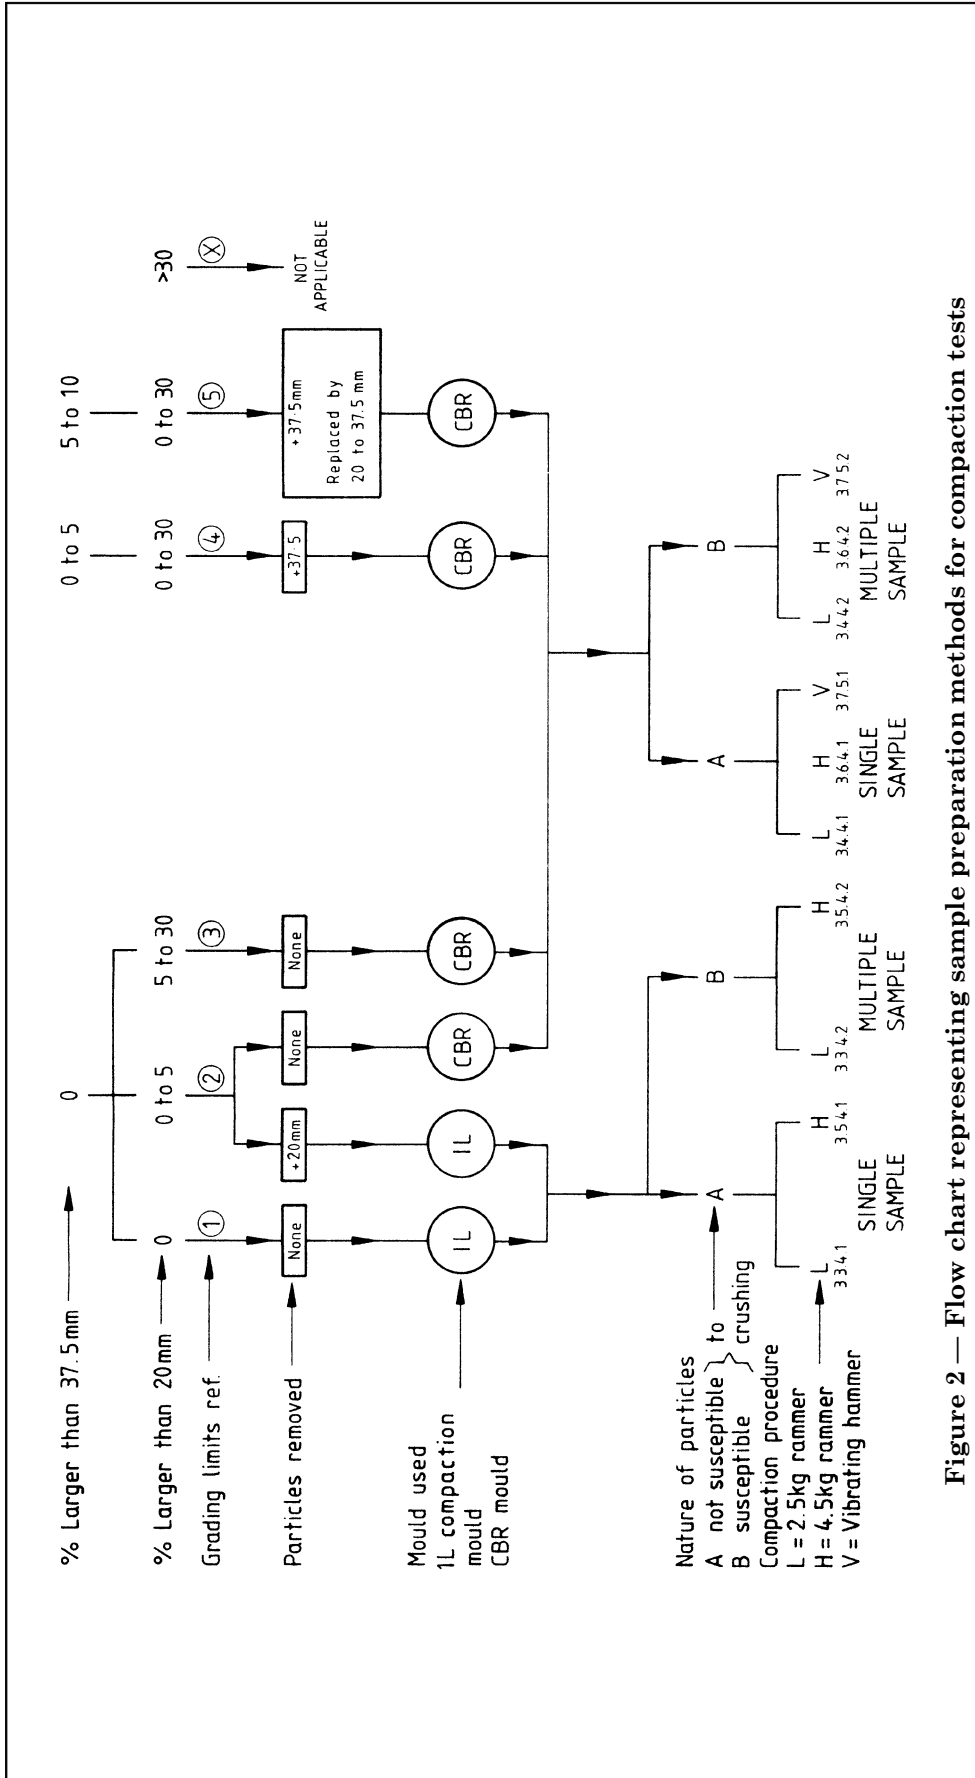 % Larger than 37.5mm
0
0 to 5
5 to 10
% Larger than 20mm
0
0 to 5
5 to 30
0 to 30
0 to 30
>30
Grading limits ref.
1
2
3
4
5
X
Particles removed
None
+20mm
None
None
+37·5
+37·5mm
Replaced by
20 to 37.5 mm
NOT
APPLICABLE
Mould used
1L compaction
mould
CBR mould
1L
1L
CBR
CBR
CBR
CBR
Nature of particles
A not susceptible } to
B susceptible } crushing
A
B
A
B
Compaction procedure
L = 2.5kg rammer
H = 4.5kg rammer
V = Vibrating hammer
L
H
L
H
L
H
V
L
H
V
3.3.4.1
3.5.4.1
3.3.4.2
3.5.4.2
3.4.4.1
3.6.4.1
3.7.5.1
3.4.4.2
3.6.4.2
3.7.5.2
SINGLE
SAMPLE
MULTIPLE
SAMPLE
SINGLE
SAMPLE
MULTIPLE
SAMPLE
Figure 2 — Flow chart representing sample preparation methods for compaction tests